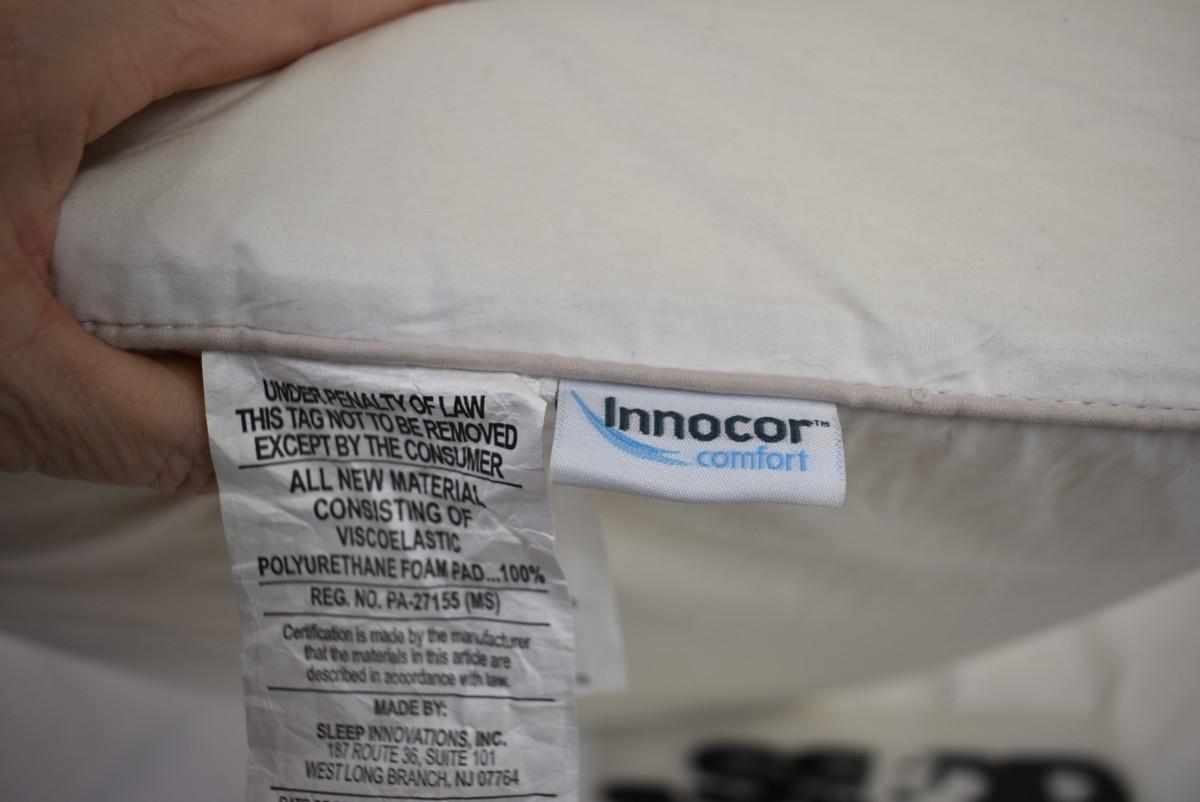 UNDER PENALTY OF LAW
THIS TAG NOT TO BE REMOVED
EXCEPT BY THE CONSUMER
ALL NEW MATERIAL
CONSISTING OF
VISCOELASTIC
POLYURETHANE FOAM PAD...100%
REG. NO. PA-27155 (MS)
Certification is made by the manufacturer
that the materials in this article are
described in accordance with law.
MADE BY:
SLEEP INNOVATIONS, INC.
187 ROUTE 36, SUITE 101
WEST LONG BRANCH, NJ 07764
Innocor™
comfort